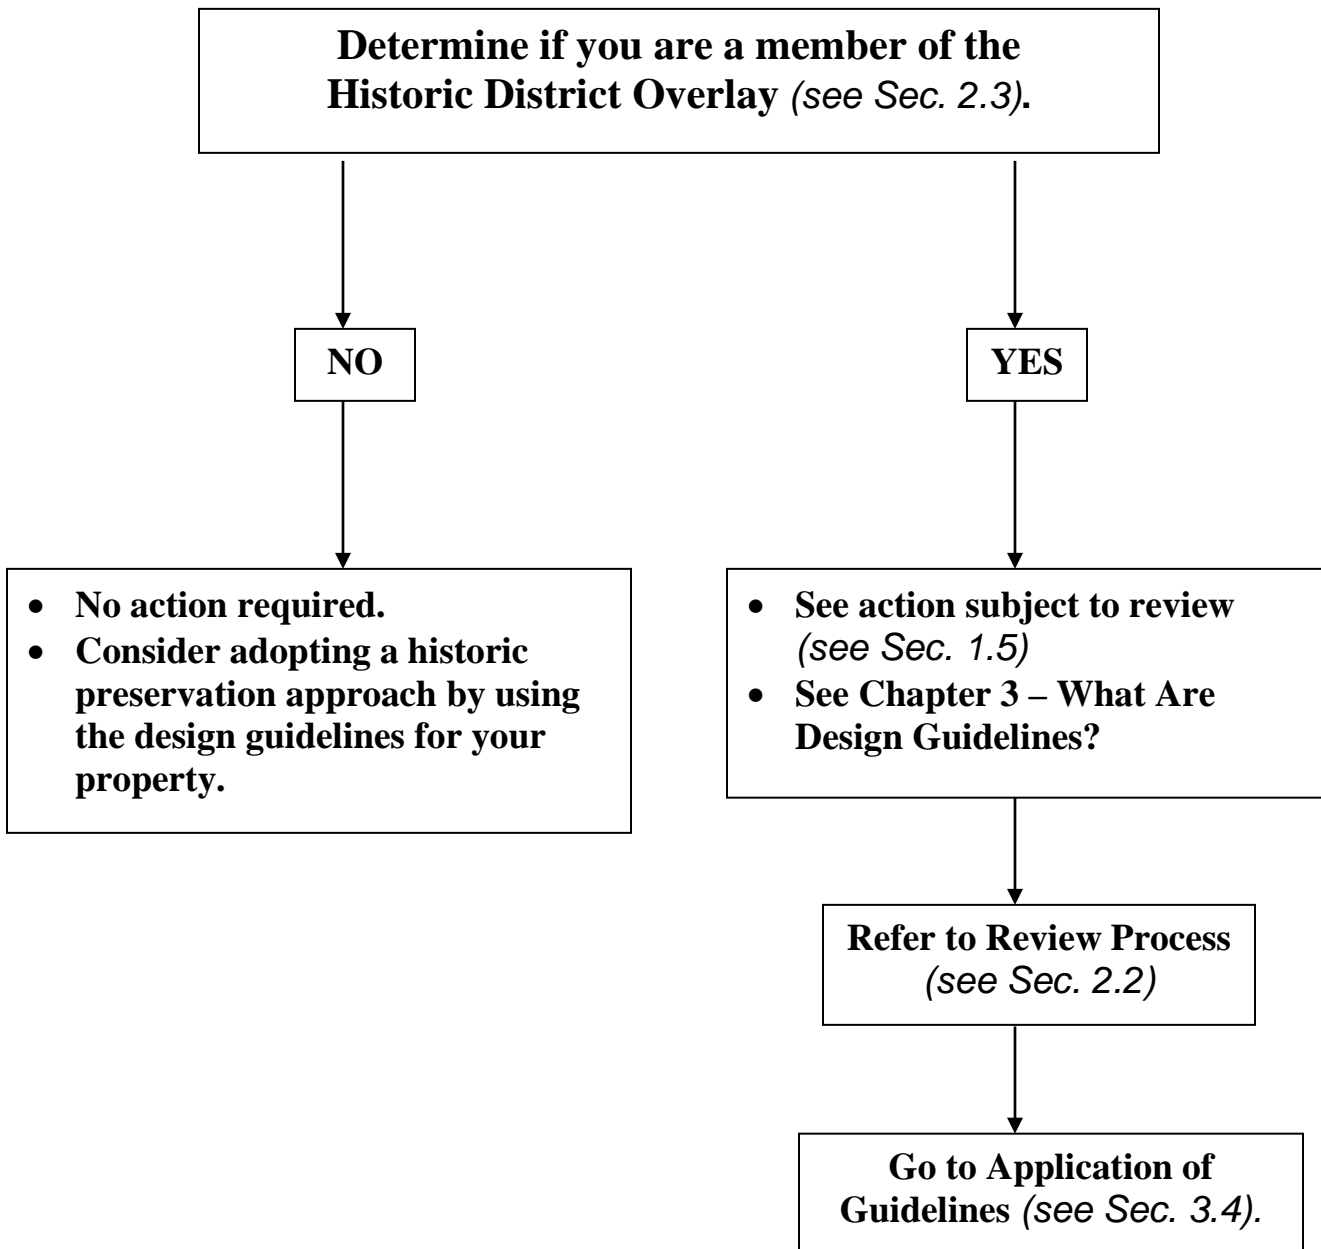 Determine if you are a member of the
Historic District Overlay (see Sec. 2.3).
NO
YES
• No action required.
• Consider adopting a historic
preservation approach by using
the design guidelines for your
property.
• See action subject to review
(see Sec. 1.5)
• See Chapter 3 – What Are
Design Guidelines?
Refer to Review Process
(see Sec. 2.2)
Go to Application of
Guidelines (see Sec. 3.4).